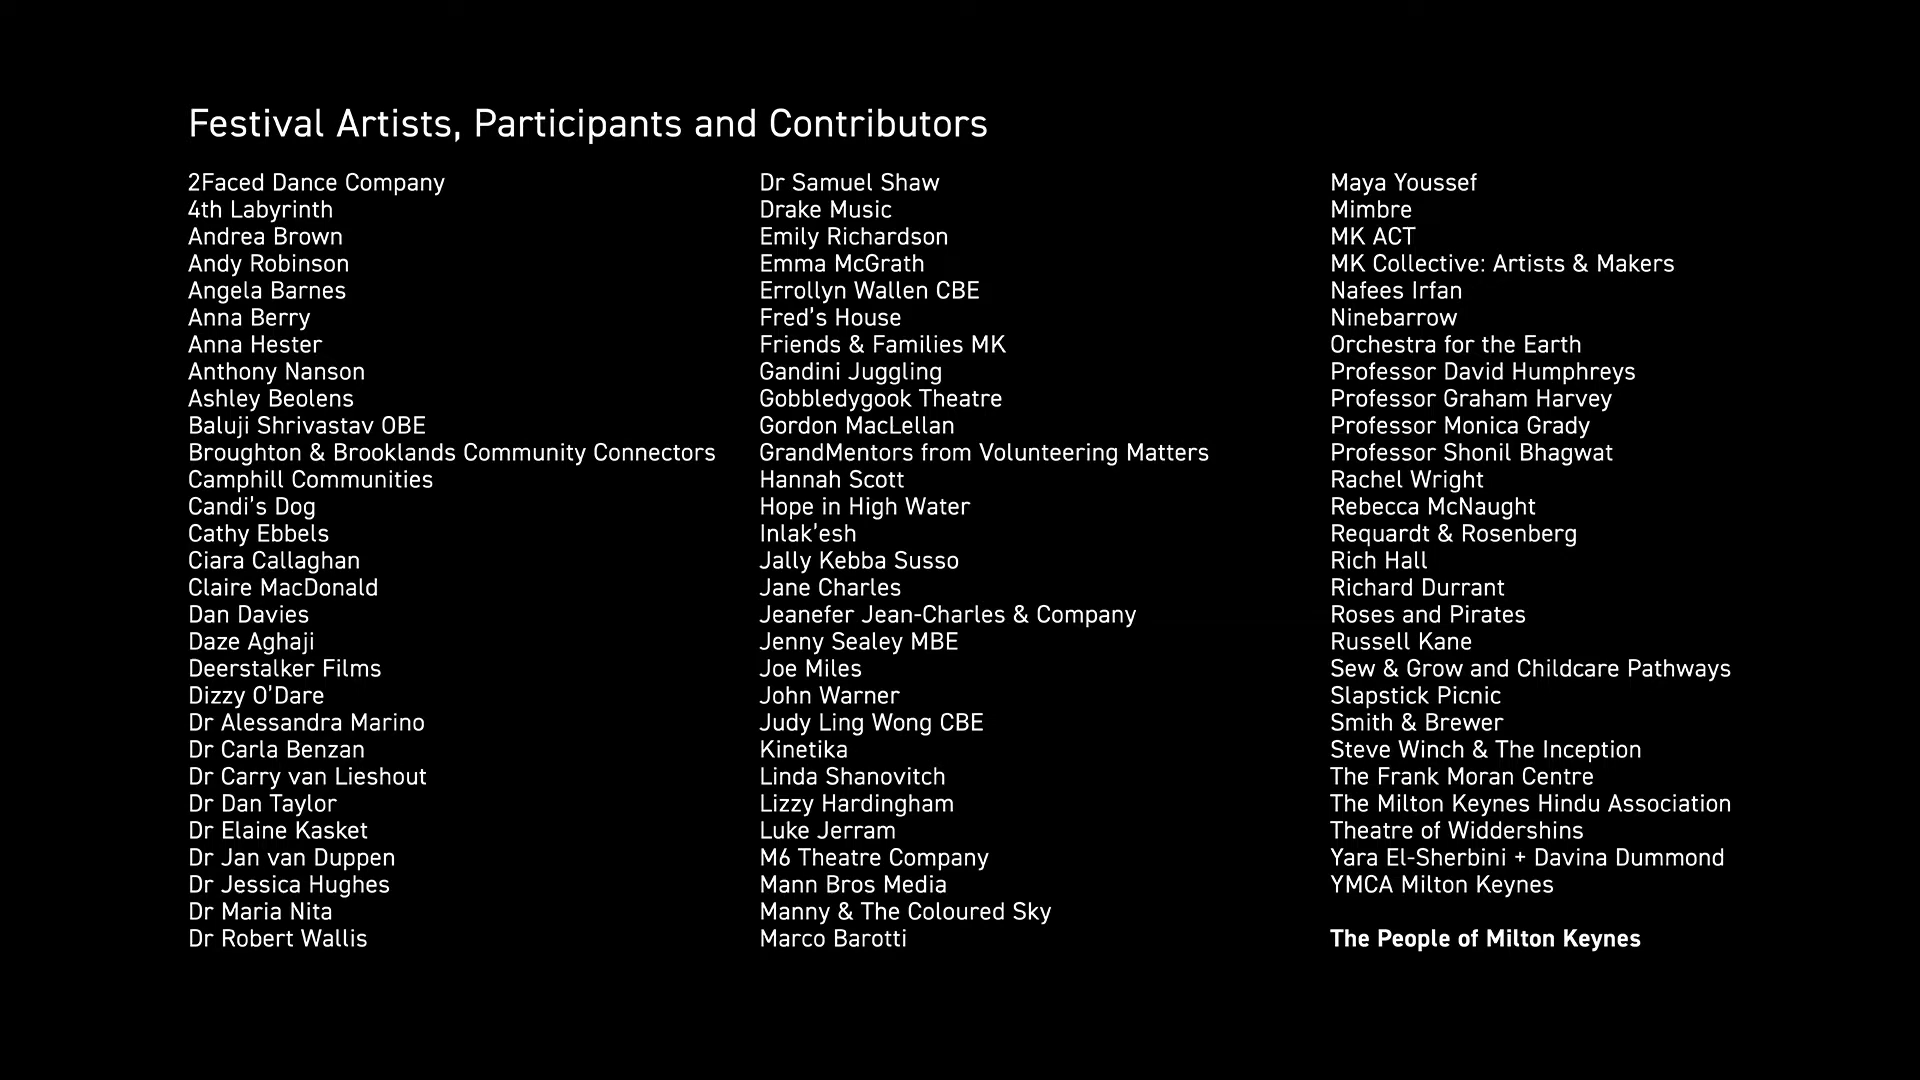 Festival Artists, Participants and Contributors
2Faced Dance Company
4th Labyrinth
Andrea Brown
Andy Robinson
Angela Barnes
Anna Berry
Anna Hester
Anthony Nanson
Ashley Beolens
Baluji Shrivastav OBE
Broughton & Brooklands Community Connectors
Camphill Communities
Candi's Dog
Cathy Ebbels
Ciara Callaghan
Claire MacDonald
Dan Davies
Daze Aghaji
Deerstalker Films
Dizzy O'Dare
Dr Alessandra Marino
Dr Carla Benzan
Dr Carry van Lieshout
Dr Dan Taylor
Dr Elaine Kasket
Dr Jan van Duppen
Dr Jessica Hughes
Dr Maria Nita
Dr Robert Wallis
Dr Samuel Shaw
Drake Music
Emily Richardson
Emma McGrath
Errollyn Wallen CBE
Fred's House
Friends & Families MK
Gandini Juggling
Gobbledygook Theatre
Gordon MacLellan
GrandMentors from Volunteering Matters
Hannah Scott
Hope in High Water
Inlak'esh
Jally Kebba Susso
Jane Charles
Jeanefer Jean-Charles & Company
Jenny Sealey MBE
Joe Miles
John Warner
Judy Ling Wong CBE
Kinetika
Linda Shanovitch
Lizzy Hardingham
Luke Jerram
M6 Theatre Company
Mann Bros Media
Manny & The Coloured Sky
Marco Barotti
Maya Youssef
Mimbre
MK ACT
MK Collective: Artists & Makers
Nafees Irfan
Ninebarrow
Orchestra for the Earth
Professor David Humphreys
Professor Graham Harvey
Professor Monica Grady
Professor Shonil Bhagwat
Rachel Wright
Rebecca McNaught
Requardt & Rosenberg
Rich Hall
Richard Durrant
Roses and Pirates
Russell Kane
Sew & Grow and Childcare Pathways
Slapstick Picnic
Smith & Brewer
Steve Winch & The Inception
The Frank Moran Centre
The Milton Keynes Hindu Association
Theatre of Widdershins
Yara El-Sherbini + Davina Dummond
YMCA Milton Keynes
The People of Milton Keynes